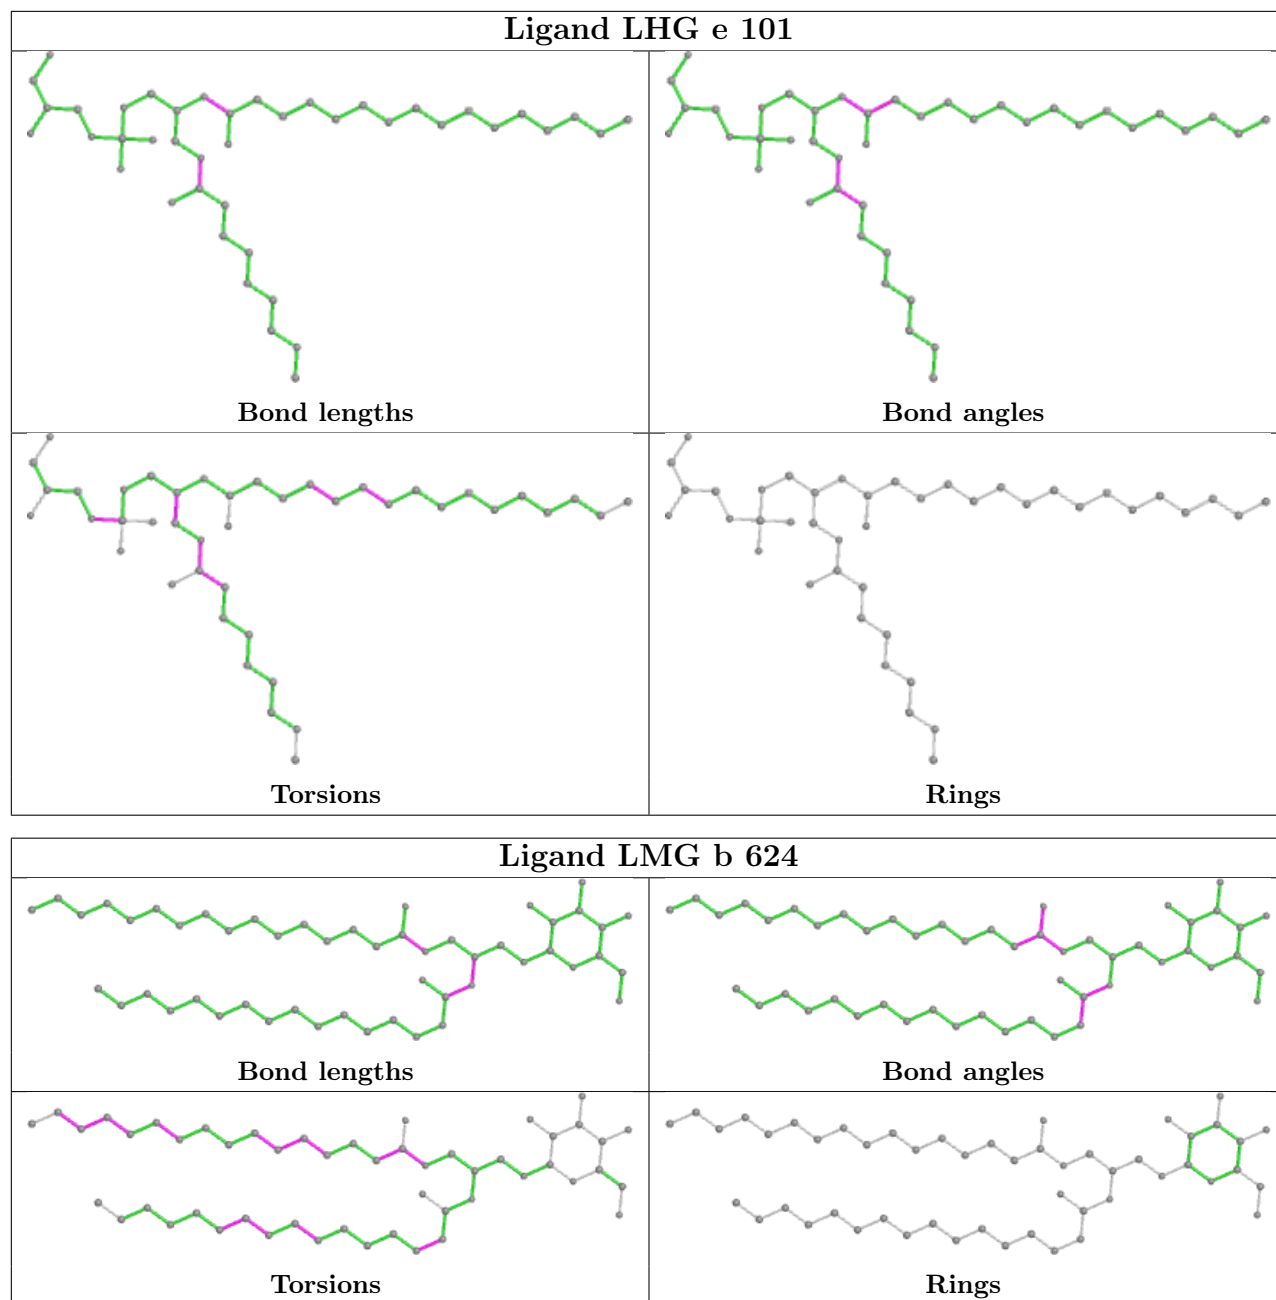 Ligand LHG e 101
Bond lengths
Bond angles
Torsions
Rings
Ligand LMG b 624
Bond lengths
Bond angles
Torsions
Rings